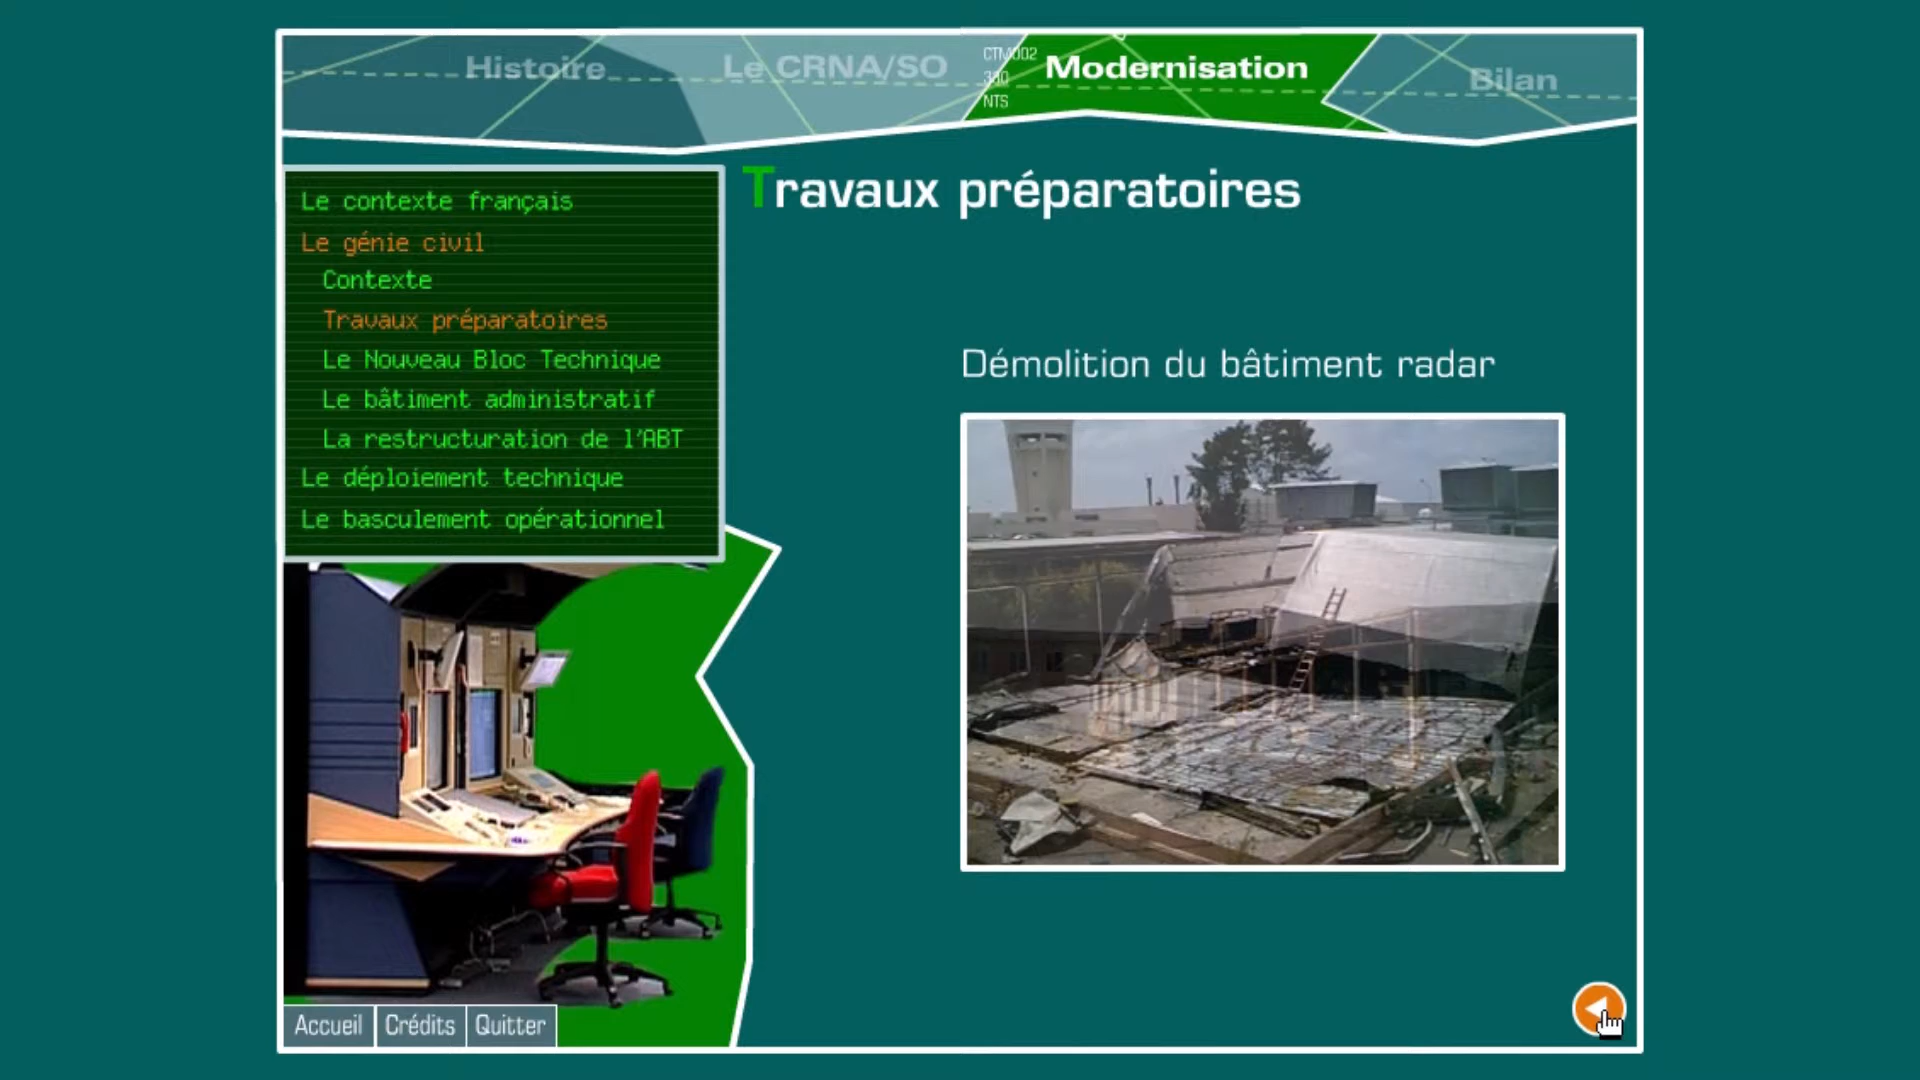 Histoire
Le CRNA/SO
CTM002
330
NTS
Modernisation
Bilan
Le contexte français
Le génie civil
Contexte
Travaux préparatoires
Le Nouveau Bloc Technique
Le bâtiment administratif
La restructuration de l'ABT
Le déploiement technique
Le basculement opérationnel
Travaux préparatoires
Démolition du bâtiment radar
Accueil
Crédits
Quitter